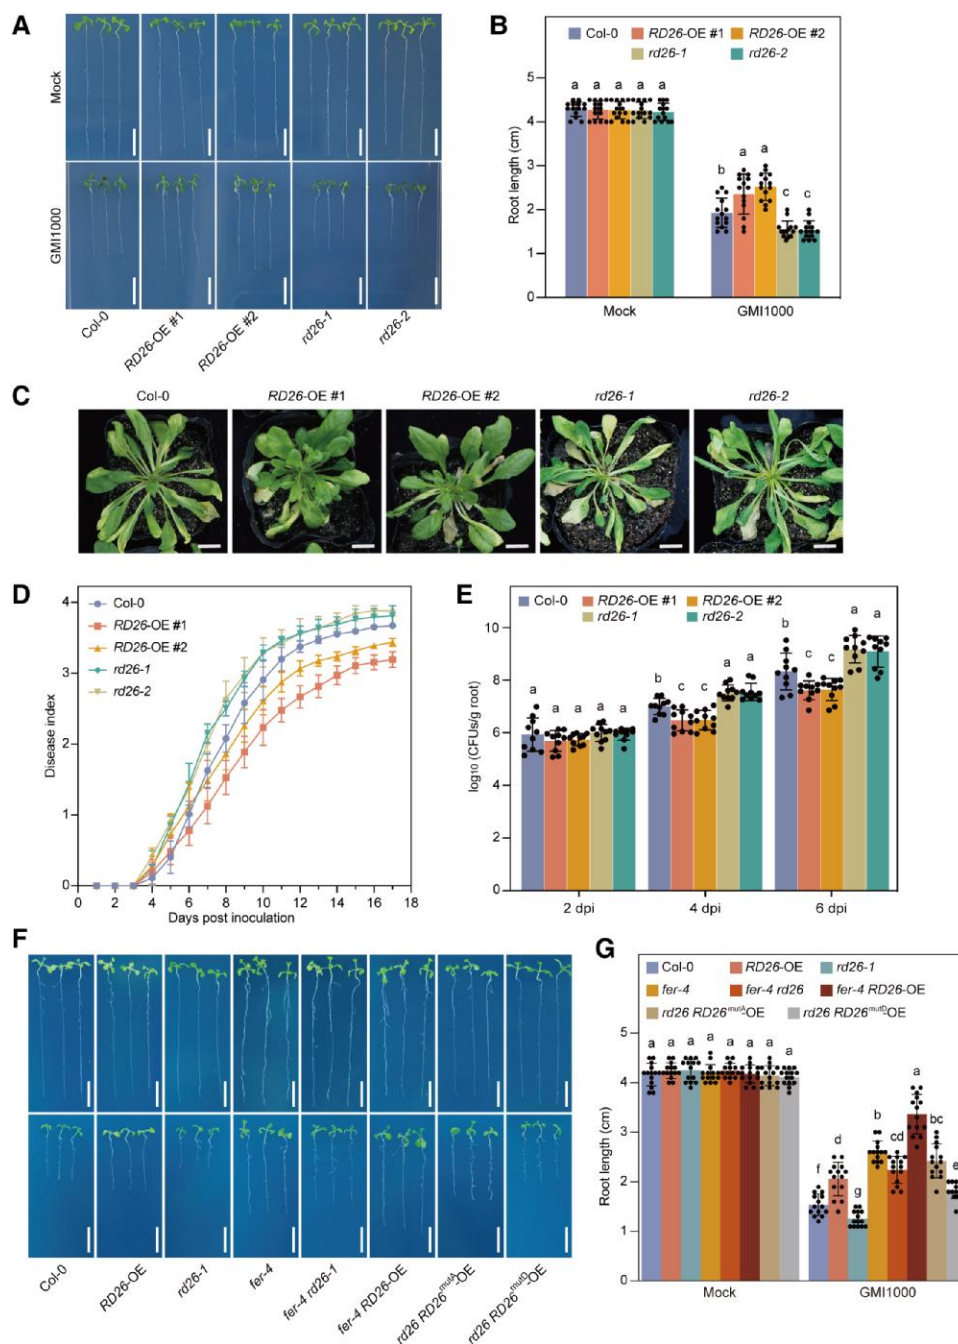 A
Mock
GMI1000
Col-0
RD26-OE #1
RD26-OE #2
rd26-1
rd26-2
B
Col-0 RD26-OE #1 RD26-OE #2
rd26-1 rd26-2
Root length (cm)
5
4
3
2
1
0
a a a a a
b a a c c
Mock GMI1000
C
Col-0 RD26-OE #1 RD26-OE #2 rd26-1 rd26-2
D
Col-0
RD26-OE #1
RD26-OE #2
rd26-1
rd26-2
Disease index
4
3
2
1
0
0 2 4 6 8 10 12 14 16 18
Days post inoculation
E
Col-0 RD26-OE #1 RD26-OE #2
rd26-1 rd26-2
log10 (CFUs/g root)
10
8
6
4
2
0
a a a a a
b c c a a
b c c a a
2 dpi 4 dpi 6 dpi
F
Col-0
RD26-OE
rd26-1
fer-4
fer-4 rd26-1
fer-4 RD26-OE
rd26 RD26mutA-OE
rd26 RD26mutD-OE
G
Col-0 RD26-OE rd26-1
fer-4 fer-4 rd26 fer-4 RD26-OE
rd26 RD26mutA-OE rd26 RD26mutD-OE
Root length (cm)
5
4
3
2
1
0
a a a a a a a a
f d g b cd a bc e
Mock GMI1000